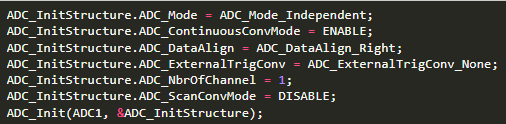 ADC_InitStructure.ADC_Mode = ADC_Mode_Independent;
ADC_InitStructure.ADC_ContinuousConvMode = ENABLE;
ADC_InitStructure.ADC_DataAlign = ADC_DataAlign_Right;
ADC_InitStructure.ADC_ExternalTrigConv = ADC_ExternalTrigConv_None;
ADC_InitStructure.ADC_NbrOfChannel = 1;
ADC_InitStructure.ADC_ScanConvMode = DISABLE;
ADC_Init(ADC1, &ADC_InitStructure);